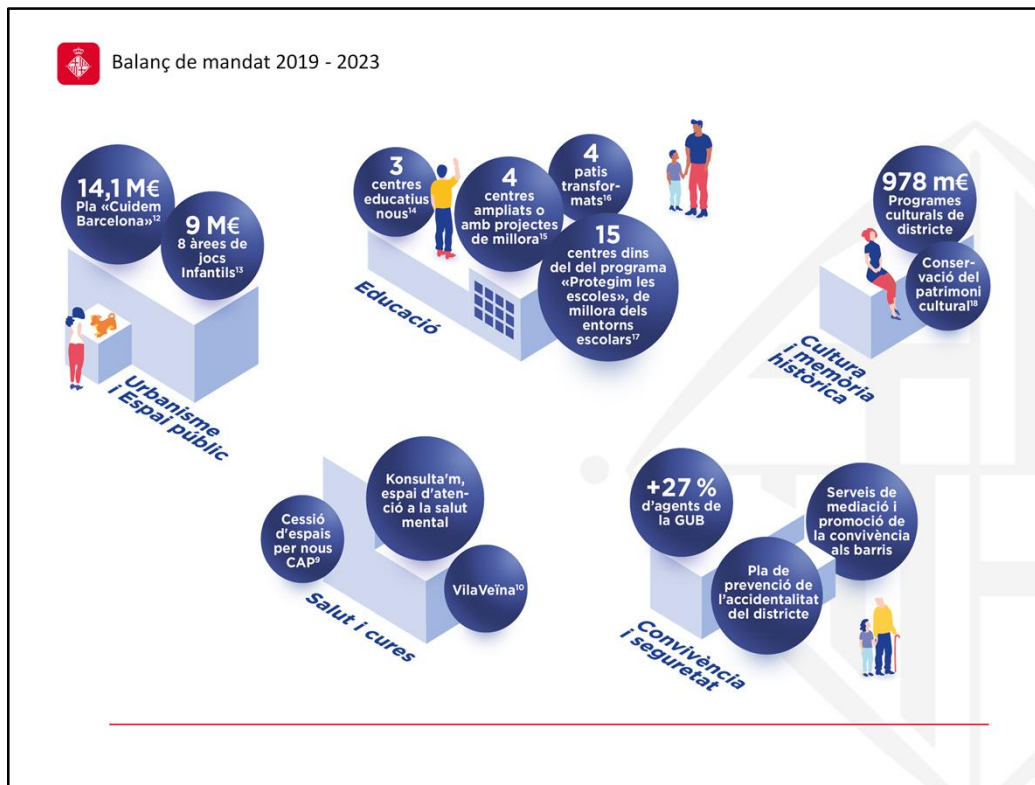 Balanç de mandat 2019 - 2023
14,1 M€
Pla «Cuidem
Barcelona»¹²
9 M€
8 àrees de
jocs
Infantils¹³
Urbanisme
i Espai públic
3
centres
educatius
nous¹⁴
4
centres
ampliats o
amb projectes
de millora¹⁵
4
patis
transfor-
mats¹⁶
15
centres dins
del del programa
«Protegim les
escoles», de
millora dels
entorns
escolars¹⁷
Educació
978 m€
Programes
culturals de
districte
Conser-
vació del
patrimoni
cultural¹⁸
Cultura
i memòria
històrica
Cessió
d'espais
per nous
CAP⁹
Konsulta'm,
espai d'aten-
ció a la salut
mental
VilaVeïna¹⁰
Salut i cures
+27 %
d'agents de
la GUB
Pla de
prevenció de
l'accidentalitat
del districte
Serveis de
mediació i
promoció de
la convivència
als barris
Convivència
i seguretat